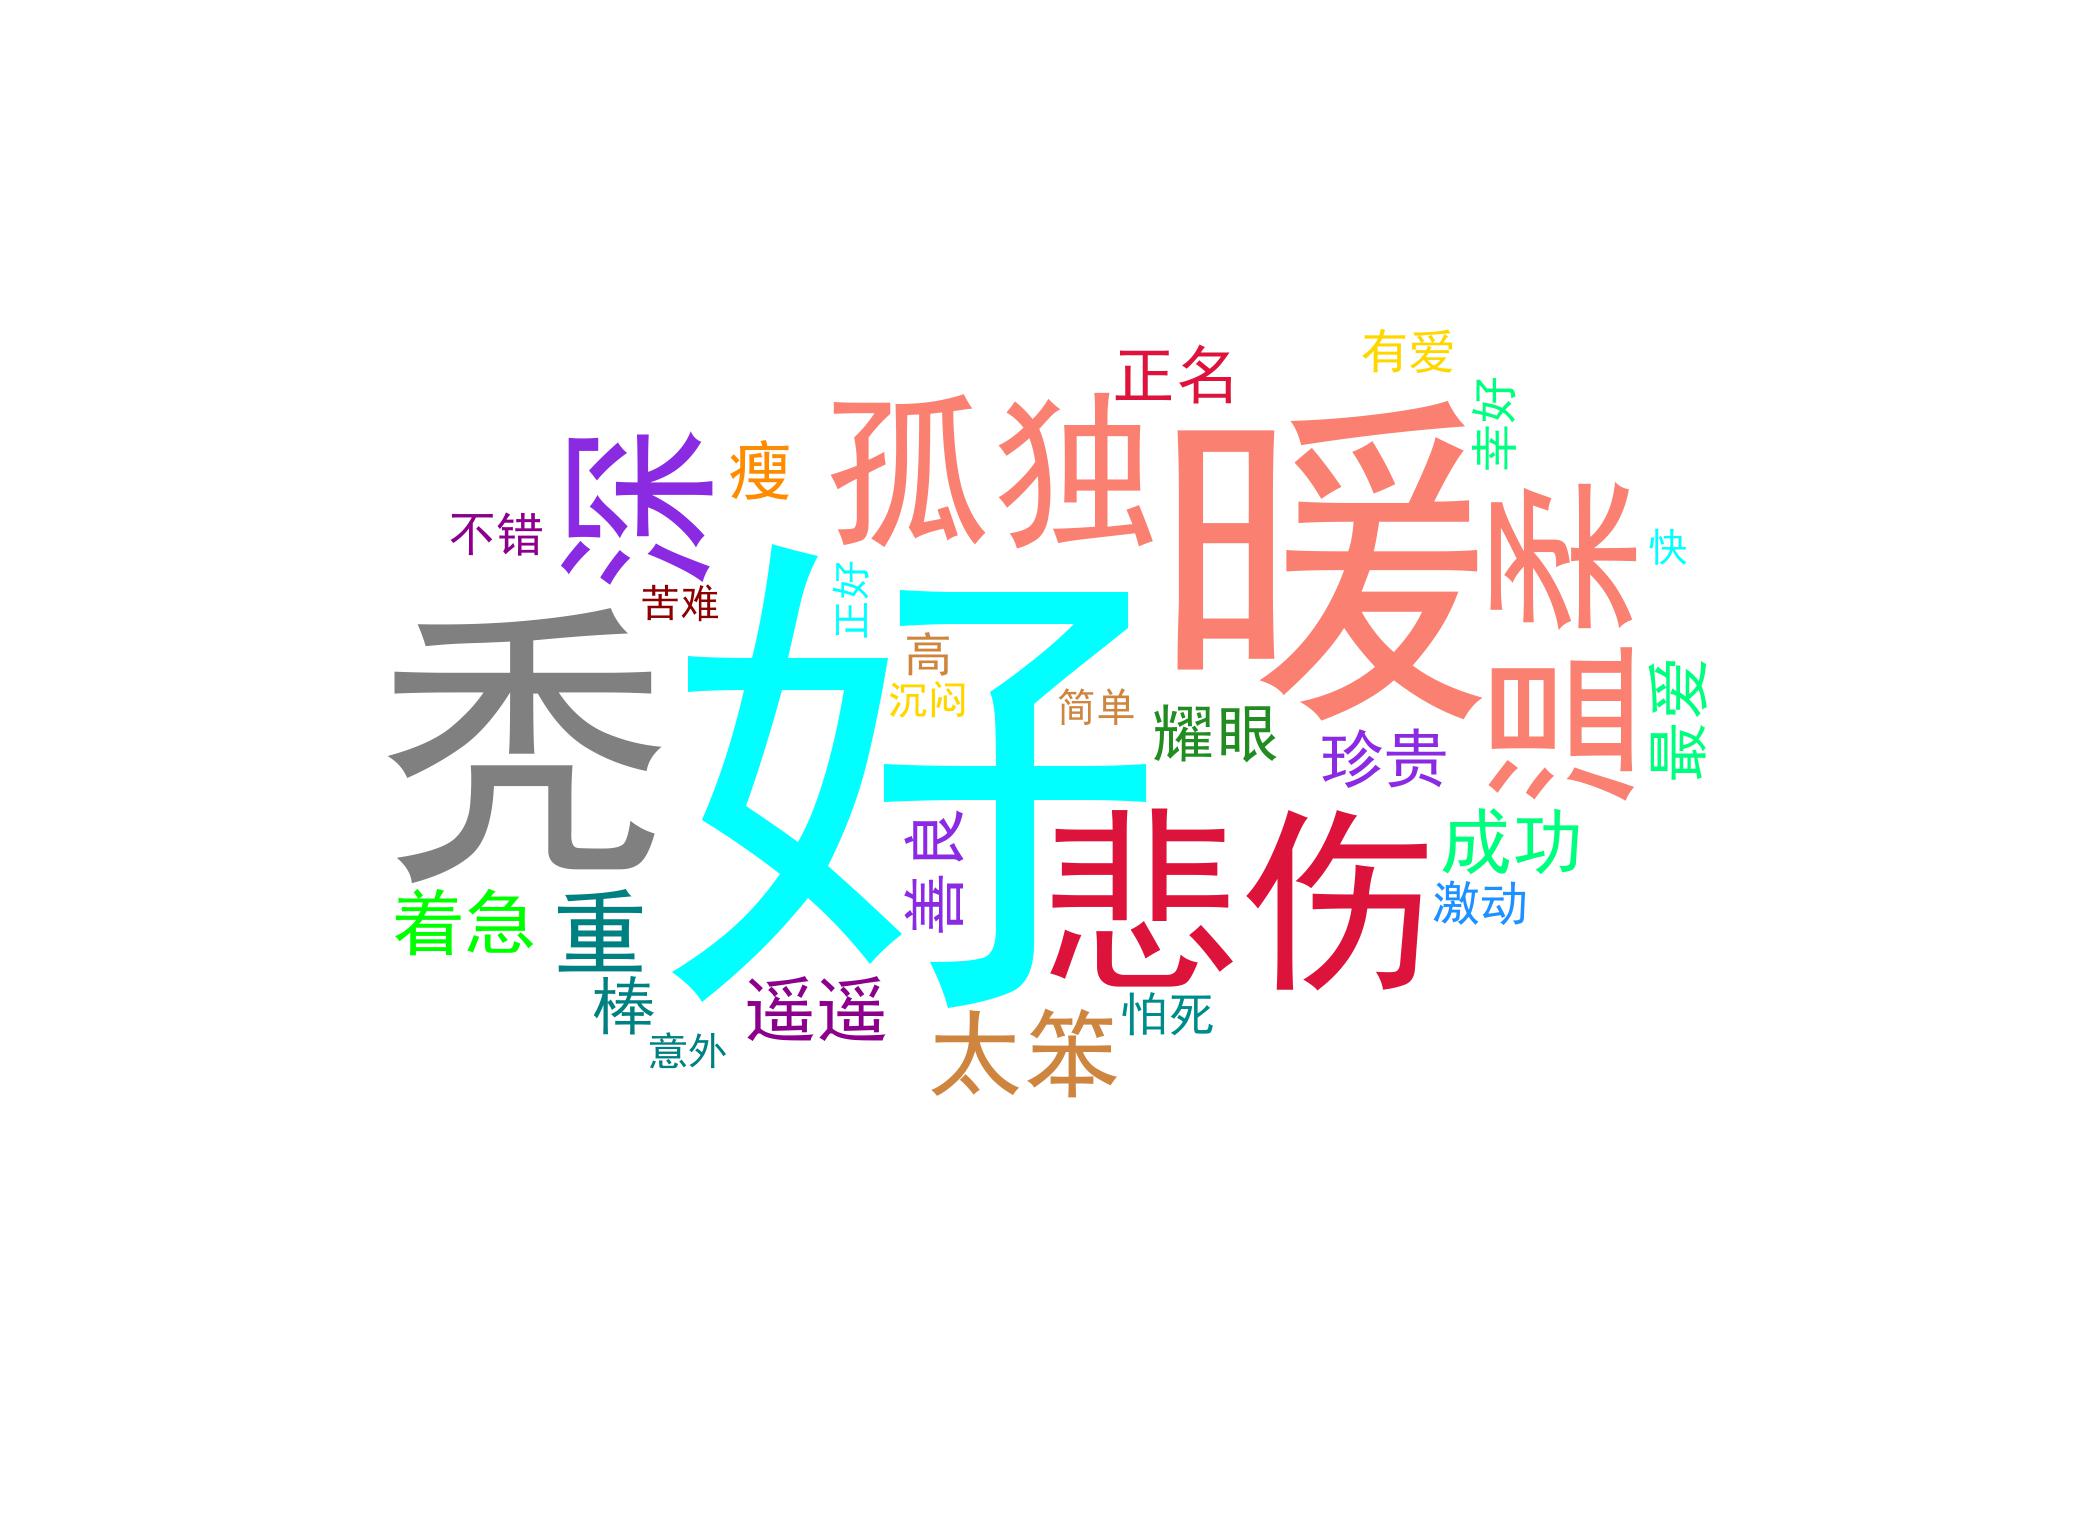 有爱
正名
幸好
孤独
暖
深
瘦
不错
温柔
快
正好
苦难
好
秃
高
沉闷
简单
耀眼
珍贵
最爱
善良
悲伤
成功
激动
着急
重
棒
遥遥
怕死
太笨
意外